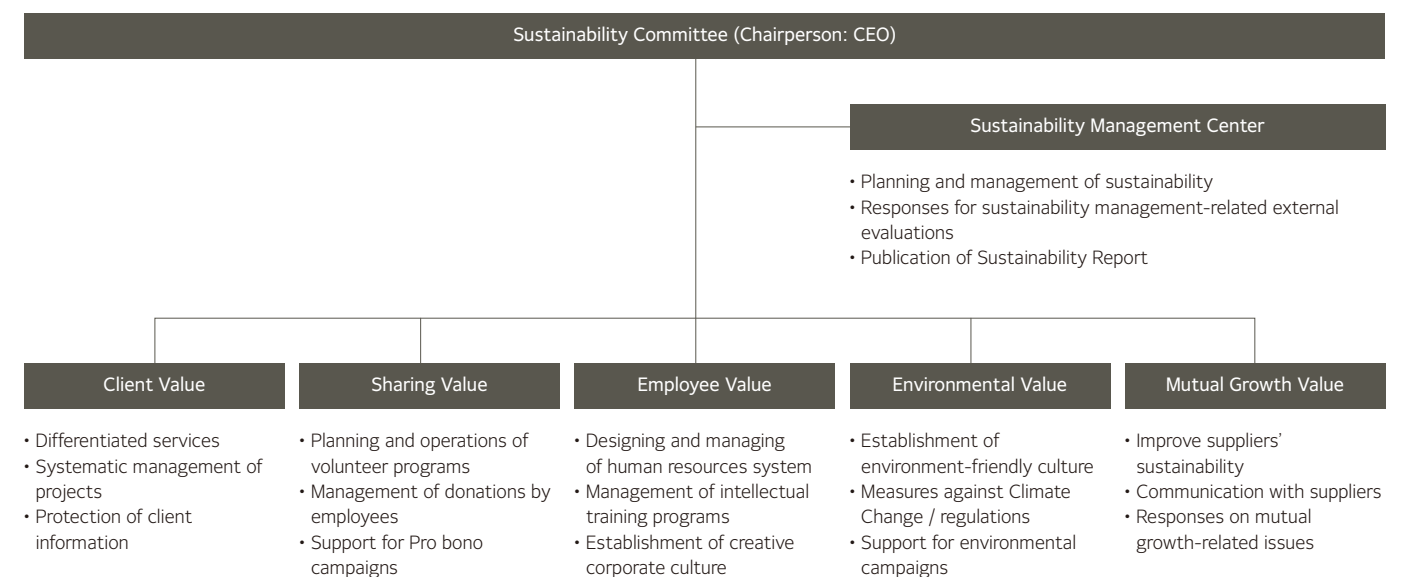 Sustainability Committee (Chairperson: CEO)
Sustainability Management Center
• Planning and management of sustainability
• Responses for sustainability management-related external
evaluations
• Publication of Sustainability Report
Client Value
• Differentiated services
• Systematic management of
projects
• Protection of client
information
Sharing Value
• Planning and operations of
volunteer programs
• Management of donations by
employees
• Support for Pro bono
campaigns
Employee Value
• Designing and managing
of human resources system
• Management of intellectual
training programs
• Establishment of creative
corporate culture
Environmental Value
• Establishment of
environment-friendly culture
• Measures against Climate
Change / regulations
• Support for environmental
campaigns
Mutual Growth Value
• Improve suppliers’
sustainability
• Communication with suppliers
• Responses on mutual
growth-related issues